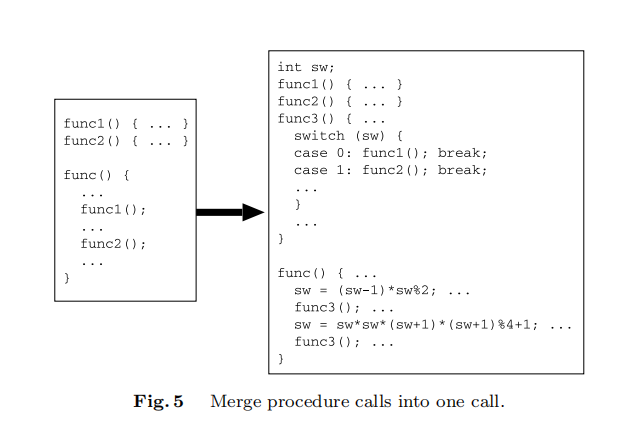 func1() { ... }
func2() { ... }
func() {
...
func1();
...
func2();
...
}
int sw;
func1() { ... }
func2() { ... }
func3() { ...
switch (sw) {
case 0: func1(); break;
case 1: func2(); break;
...
}
...
}
func() { ...
sw = (sw-1)*sw%2; ...
func3(); ...
sw = sw*sw*(sw+1)*(sw+1)%4+1; ...
func3(); ...
}
Fig. 5 Merge procedure calls into one call.